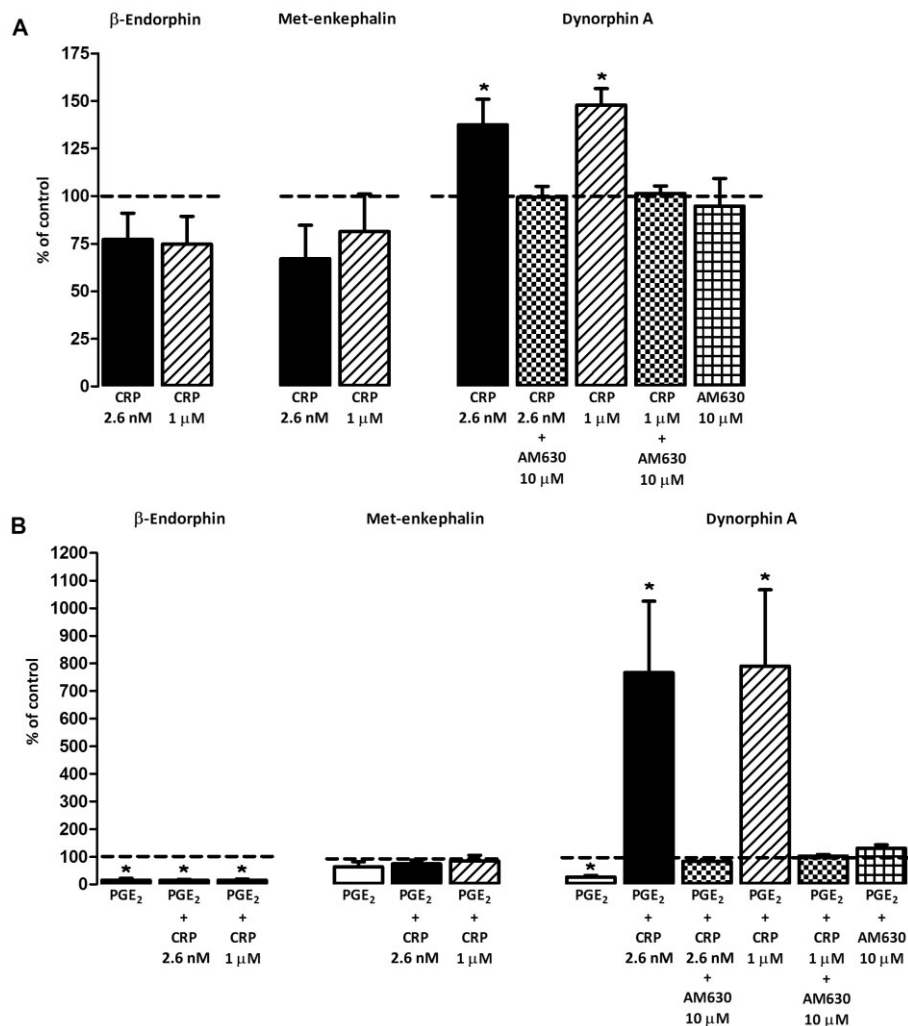 A
β-Endorphin Met-enkephalin Dynorphin A
% of control
175
150
125
100
75
50
25
0
* *
CRP CRP CRP CRP CRP CRP CRP CRP AM630
2.6 nM 1 μM 2.6 nM 1 μM 2.6 nM 2.6 nM 1 μM 1 μM 10 μM
+ +
AM630 AM630
10 μM 10 μM
B
β-Endorphin Met-enkephalin Dynorphin A
% of control
1200
1100
1000
900
800
700
600
500
400
300
200
100
0
* * * * * *
PGE₂ PGE₂ PGE₂ PGE₂ PGE₂ PGE₂ PGE₂ PGE₂ PGE₂ PGE₂ PGE₂ PGE₂
+ + + + + + + + +
CRP CRP CRP CRP CRP CRP CRP CRP AM630
2.6 nM 1 μM 2.6 nM 1 μM 2.6 nM 2.6 nM 1 μM 1 μM 10 μM
+ AM630 + AM630
10 μM 10 μM